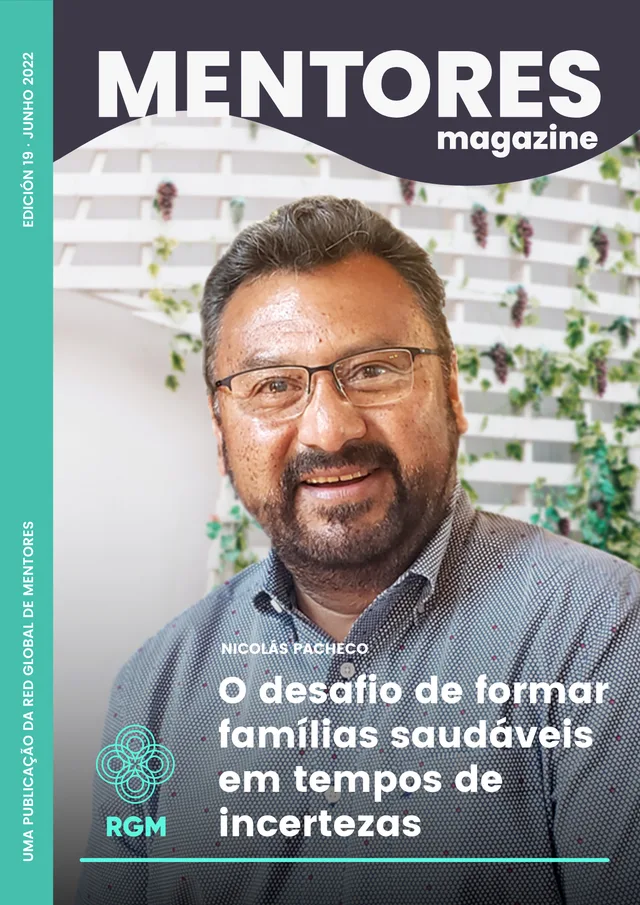 MENTORES
magazine
EDICIÓN 19 · JUNHO 2022
UMA PUBLICAÇÃO DA RED GLOBAL DE MENTORES
NICOLÁS PACHECO
O desafio de formar
famílias saudáveis
em tempos de
incertezas
RGM